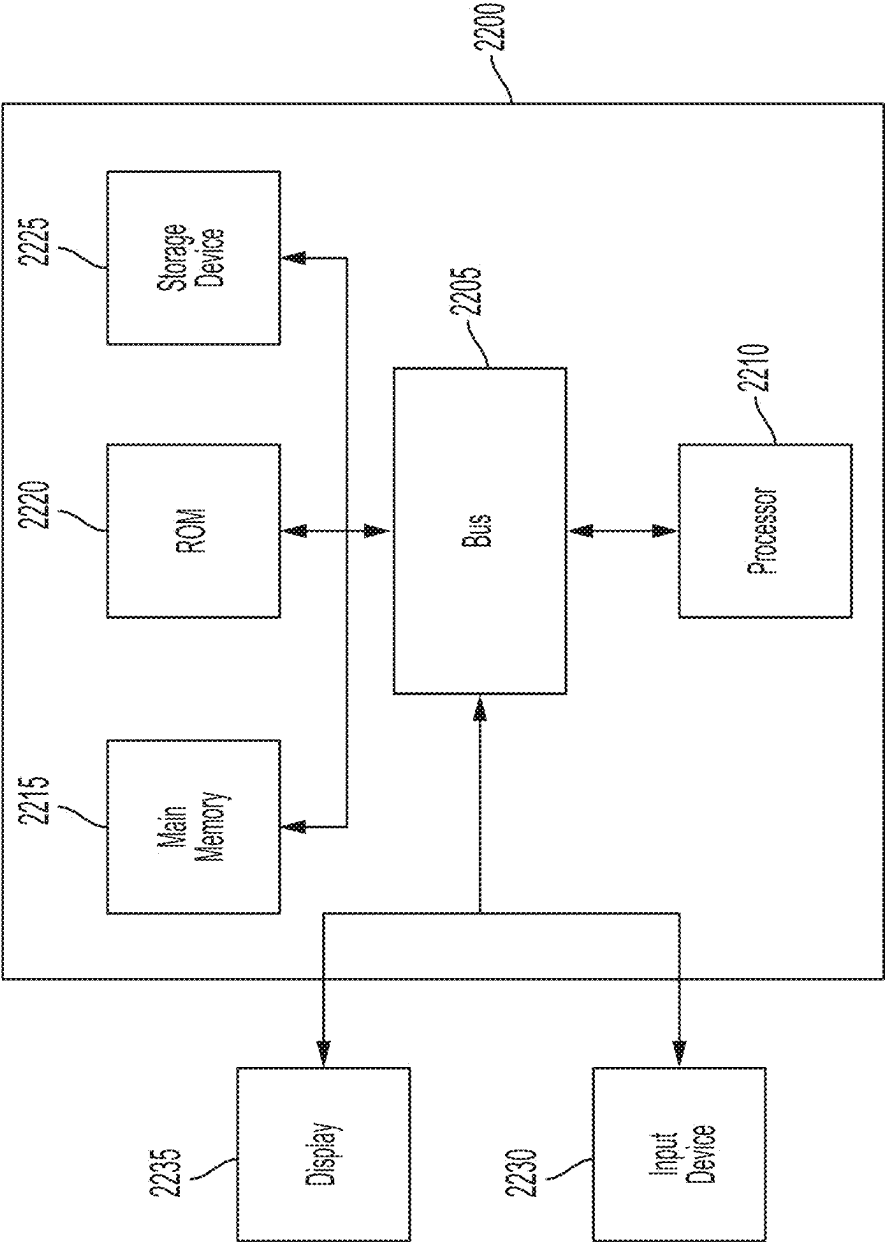 2215
Main
Memory
2220
ROM
2225
Storage
Device
2235
Display
2205
Bus
2200
2230
Input
Device
2210
Processor